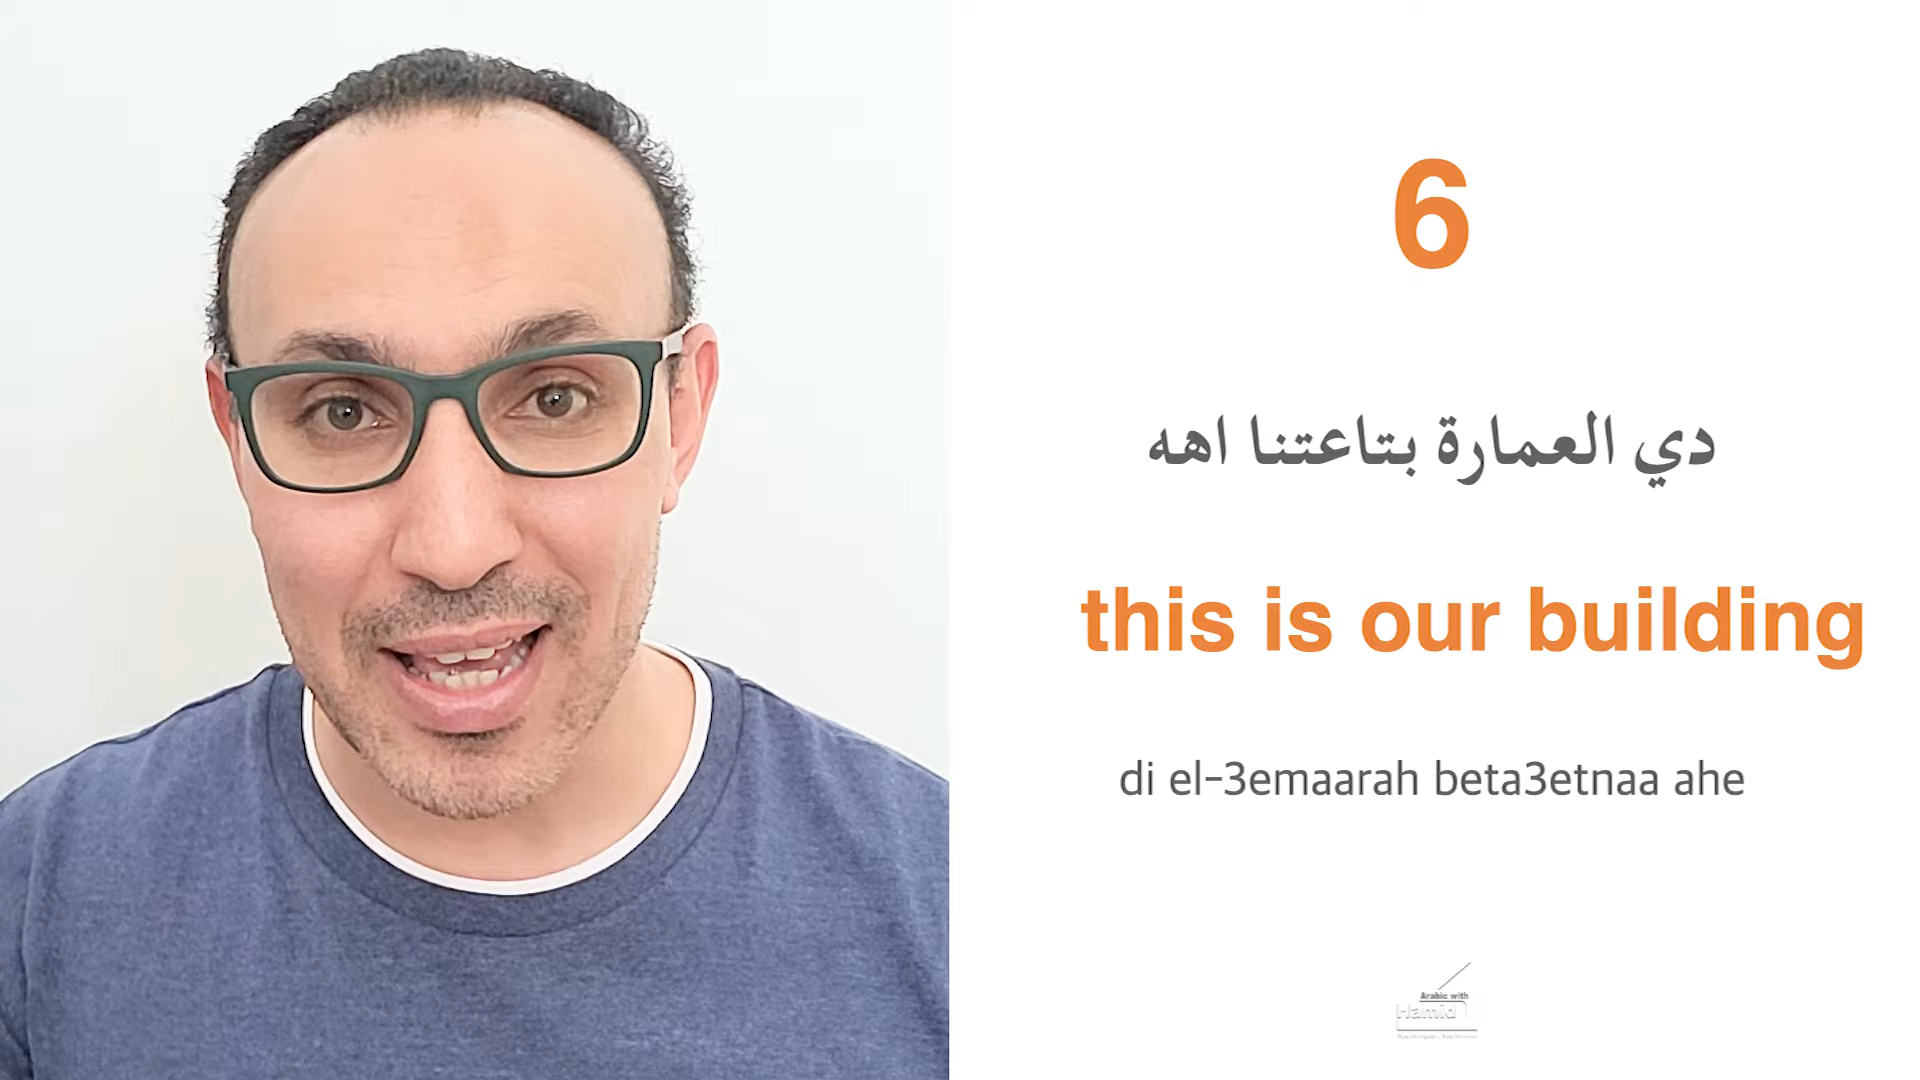 6
دي العمارة بتاعتنا اهه
this is our building
di el-3emaarah beta3etnaa ahe
Arabic with
Hamid